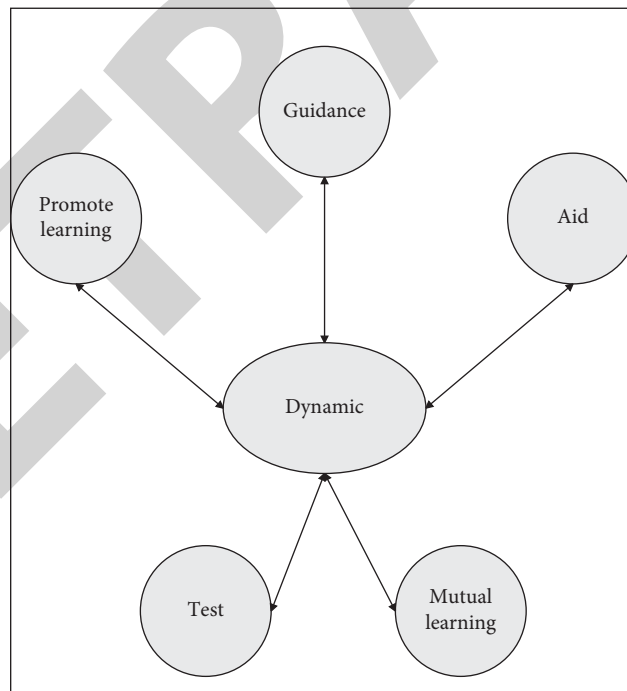 Guidance
Promote
learning
Aid
Dynamic
Test
Mutual
learning